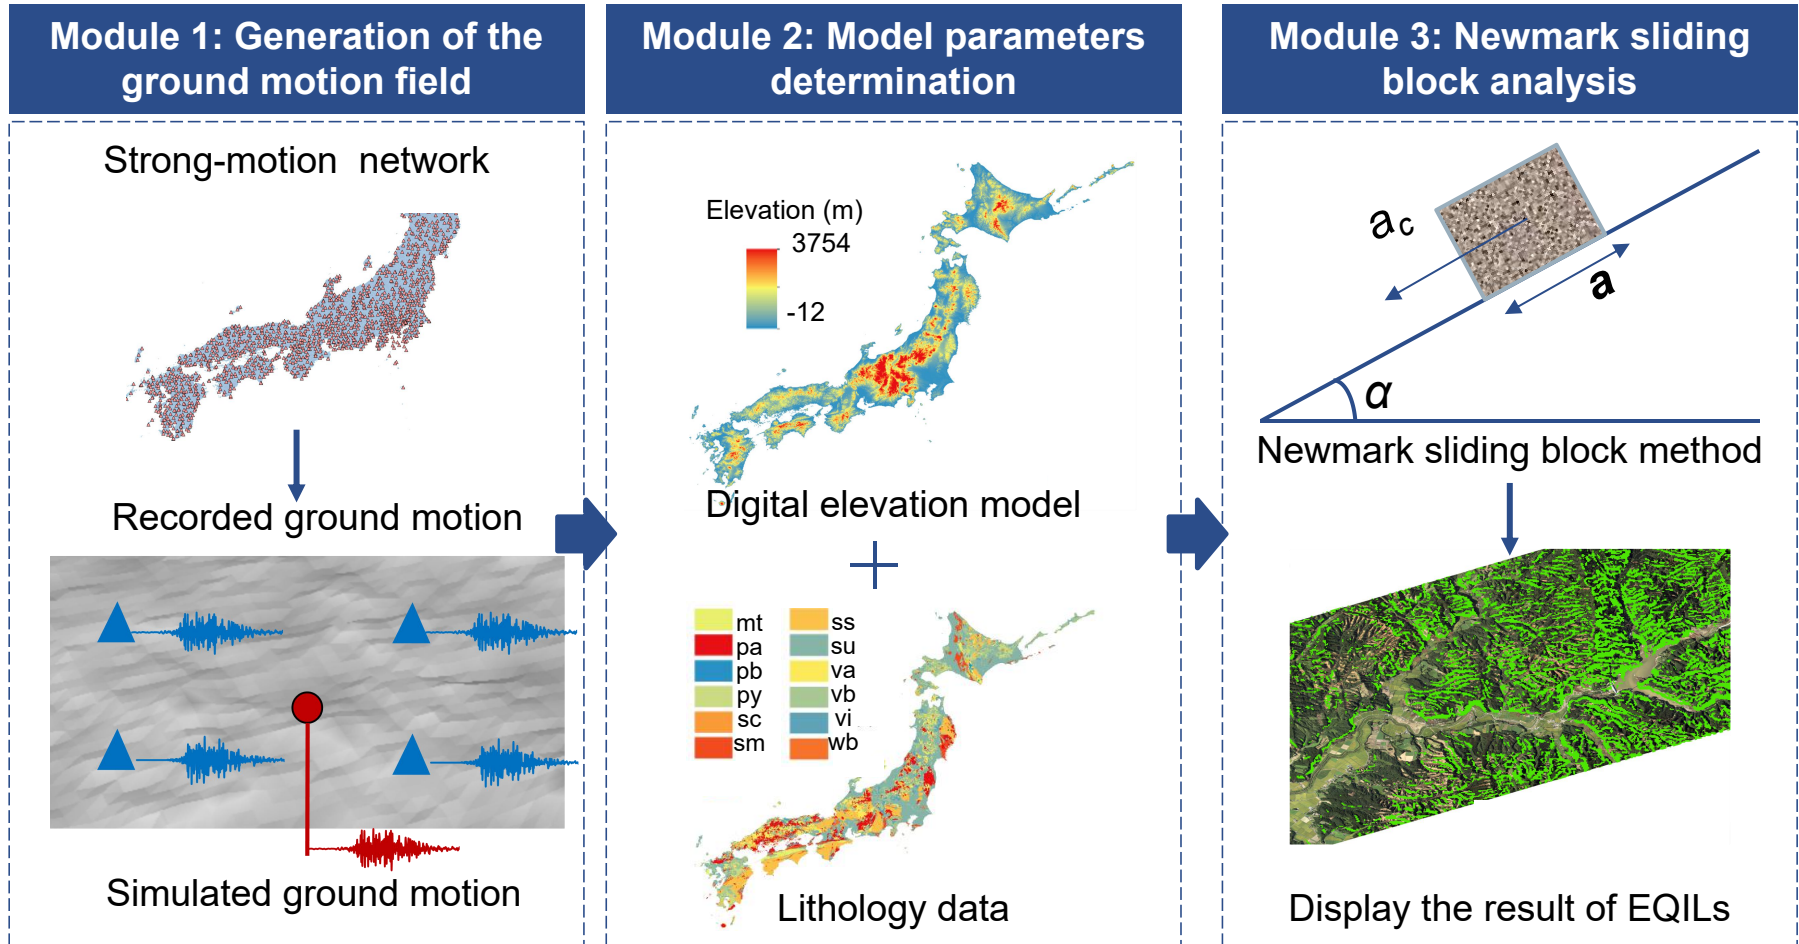 Module 1: Generation of the
ground motion field
Strong-motion network
Recorded ground motion
Simulated ground motion
Module 2: Model parameters
determination
Elevation (m)
3754
-12
Digital elevation model
mt
pa
pb
py
sc
sm
ss
su
va
vb
vi
wb
Lithology data
Module 3: Newmark sliding
block analysis
ac
a
α
Newmark sliding block method
Display the result of EQILs